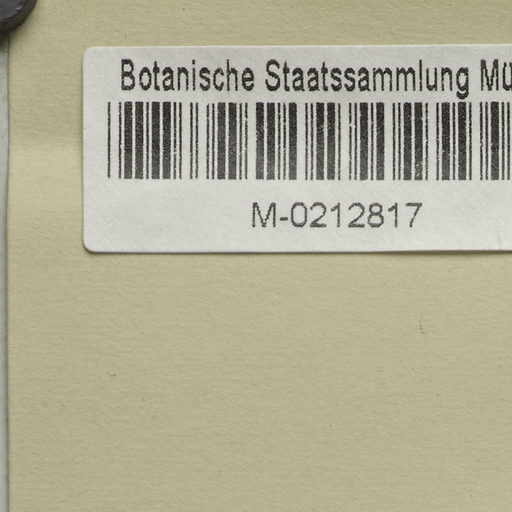 Botanische Staatssammlung Mü
M-0212817